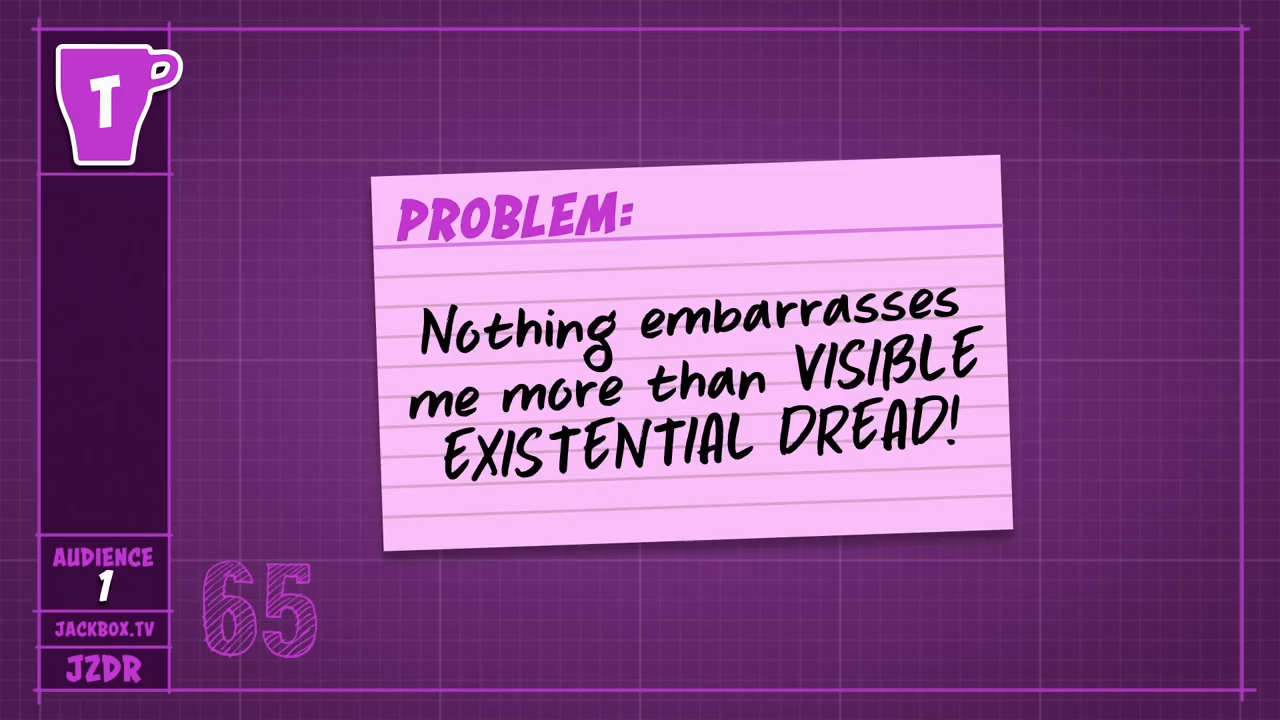 T
PROBLEM:
Nothing embarrasses
me more than VISIBLE
EXISTENTIAL DREAD!
AUDIENCE
1
JACKBOX.TV
JZDR
65